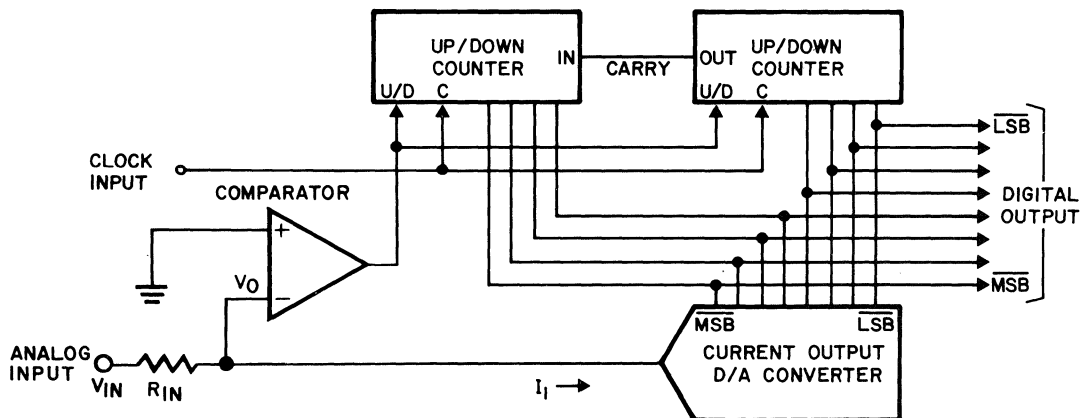 UP/DOWN
COUNTER
IN
U/D
C
CARRY
OUT
UP/DOWN
COUNTER
U/D
C
LSB
CLOCK
INPUT
COMPARATOR
+
VO
−
DIGITAL
OUTPUT
MSB
MSB
LSB
ANALOG
INPUT
VIN
RIN
I1
CURRENT OUTPUT
D/A CONVERTER